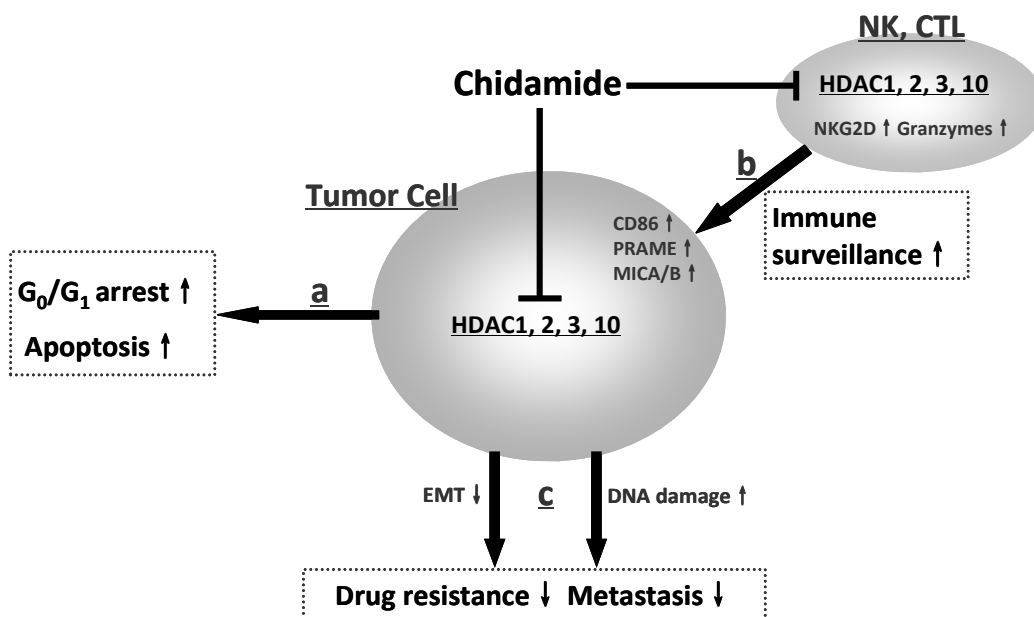 NK, CTL
Chidamide
HDAC1, 2, 3, 10
NKG2D ↑ Granzymes ↑
b
Tumor Cell
Immune
surveillance ↑
CD86 ↑
PRAME ↑
MICA/B ↑
G₀/G₁ arrest ↑
Apoptosis ↑
a
HDAC1, 2, 3, 10
EMT ↓
c
DNA damage ↑
Drug resistance ↓ Metastasis ↓